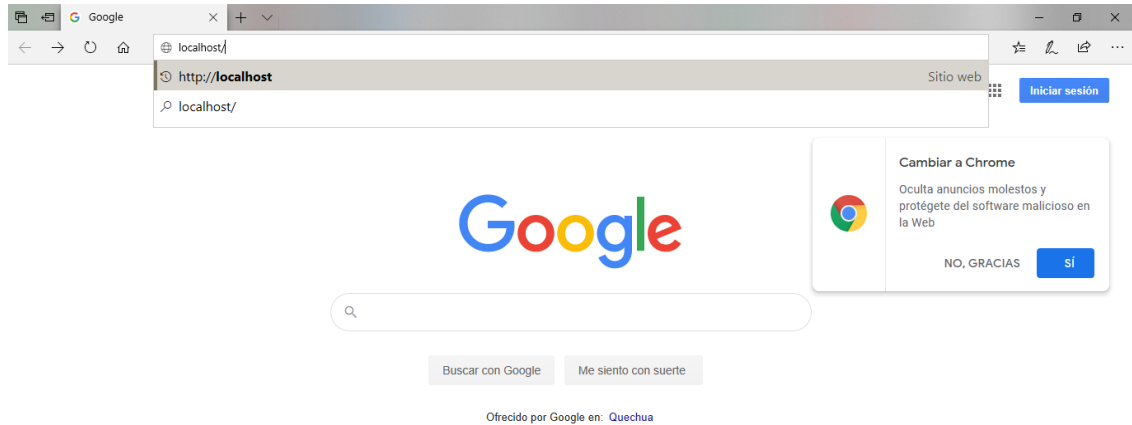 Google
localhost/
http://localhost
Sitio web
localhost/
Iniciar sesión
Cambiar a Chrome
Oculta anuncios molestos y
protégete del software malicioso en
la Web
NO, GRACIAS
SÍ
Google
Buscar con Google
Me siento con suerte
Ofrecido por Google en: Quechua